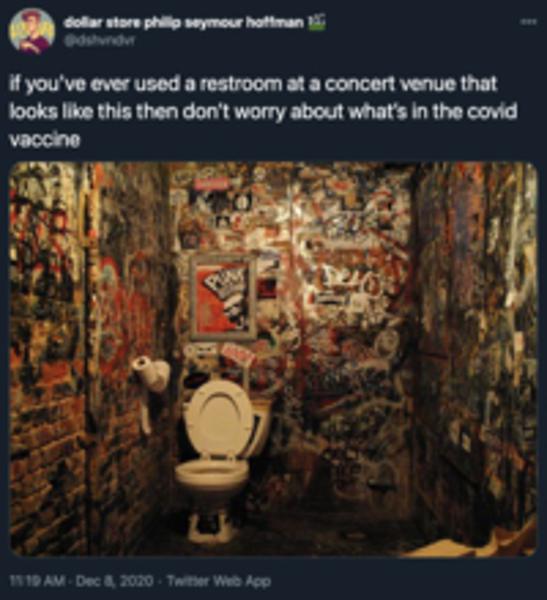 dollar store philip seymour hoffman
@dshvndvr
if you've ever used a restroom at a concert venue that
looks like this then don't worry about what's in the covid
vaccine
11:19 AM · Dec 8, 2020 · Twitter Web App